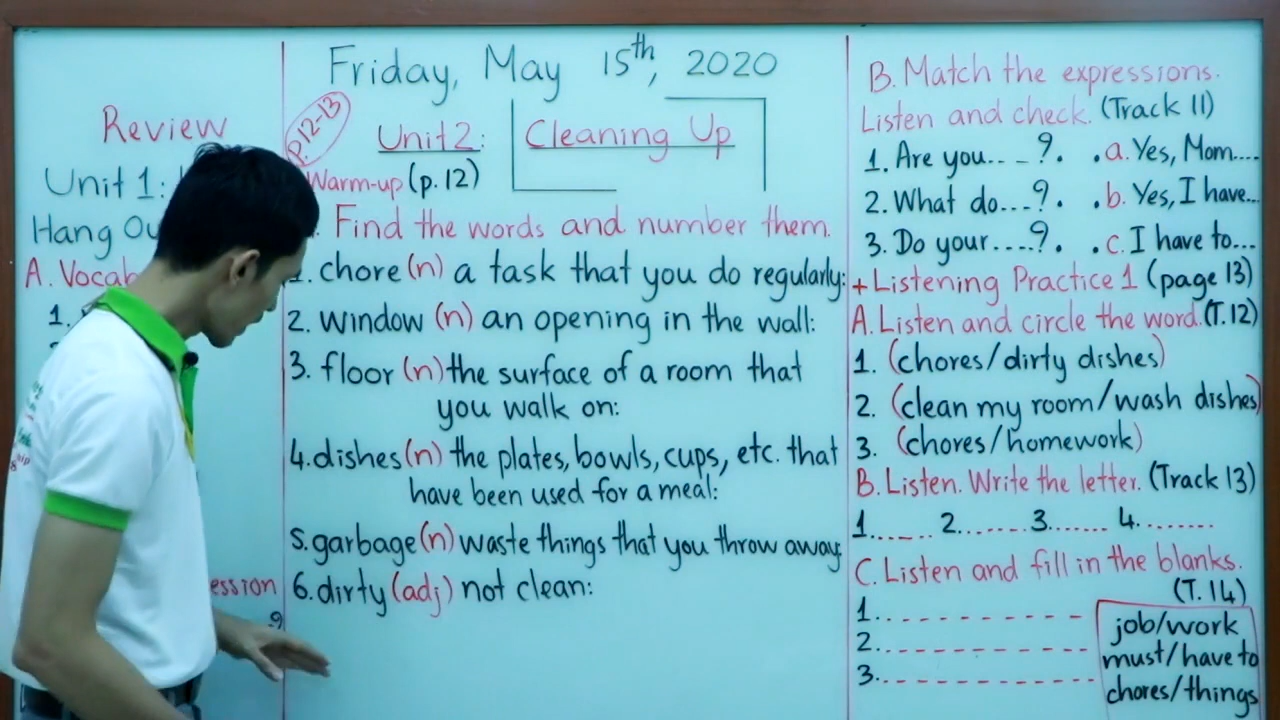 Friday, May 15th, 2020
Review
Unit 1:
Hang
A.
1.
ession
9
p.12-13
Unit 2: Cleaning Up
Warm-up (p. 12)
Find the words and number them.
1. chore (n) a task that you do regularly:
2. window (n) an opening in the wall:
3. floor (n) the surface of a room that
you walk on:
4. dishes (n) the plates, bowls, cups, etc. that
have been used for a meal:
5. garbage (n) waste things that you throw away:
6. dirty (adj) not clean:
B. Match the expressions.
Listen and check. (Track 11)
1. Are you.. _ ?. .a. Yes, Mom....
2. What do...?. .b. Yes, I have...
3. Do your....?. .c. I have to...
+ Listening Practice 1 (page 13)
A. Listen and circle the word. (T.12)
1. (chores/dirty dishes)
2. (clean my room/wash dishes)
3. (chores/homework)
B. Listen. Write the letter. (Track 13)
1....... 2....... 3....... 4.........
C. Listen and fill in the blanks.
(T. 14)
1. . - - - - - - - - - -
2. . - - - - - - - - - -
3. . - - - - - - - - - -
job/work
must/have to
chores/things